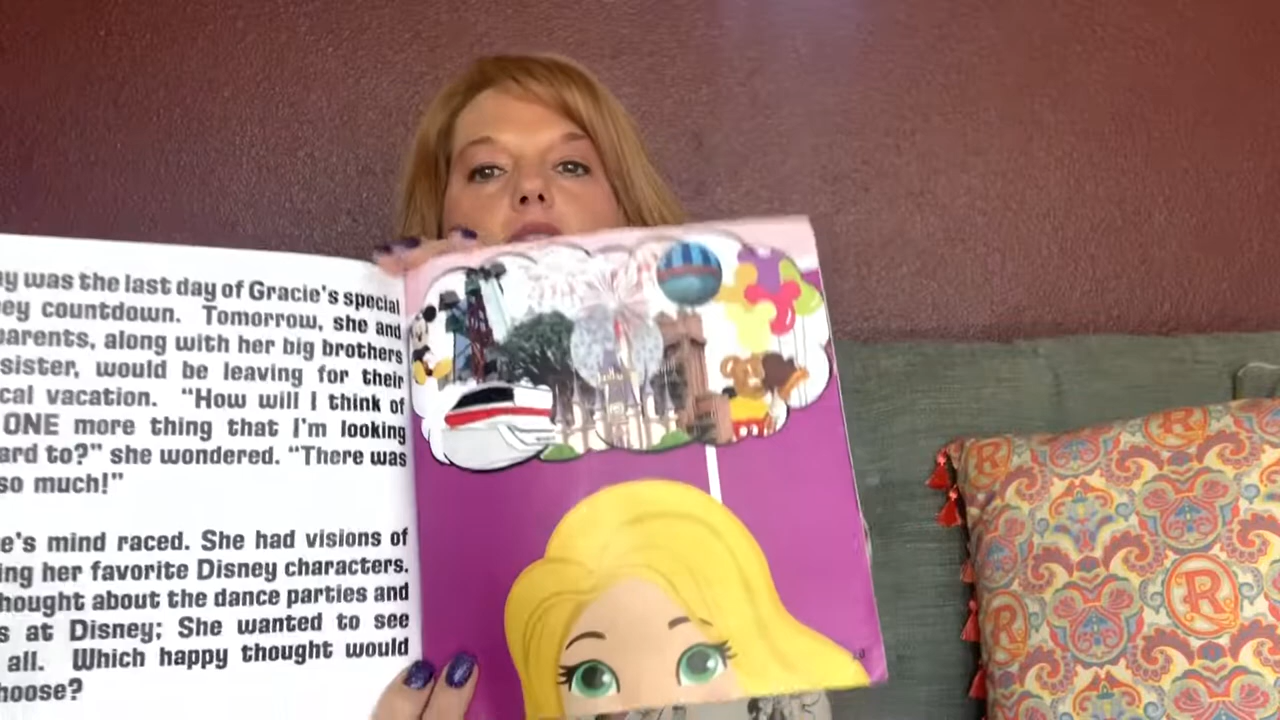 y was the last day of Gracie's special
ey countdown. Tomorrow, she and
parents, along with her big brothers
sister, would be leaving for their
cal vacation. "How will I think of
ONE more thing that I'm looking
ard to?" she wondered. "There was
so much!"
e's mind raced. She had visions of
ing her favorite Disney characters.
hought about the dance parties and
s at Disney; She wanted to see
all. Which happy thought would
hoose?
R
R
R
R
R